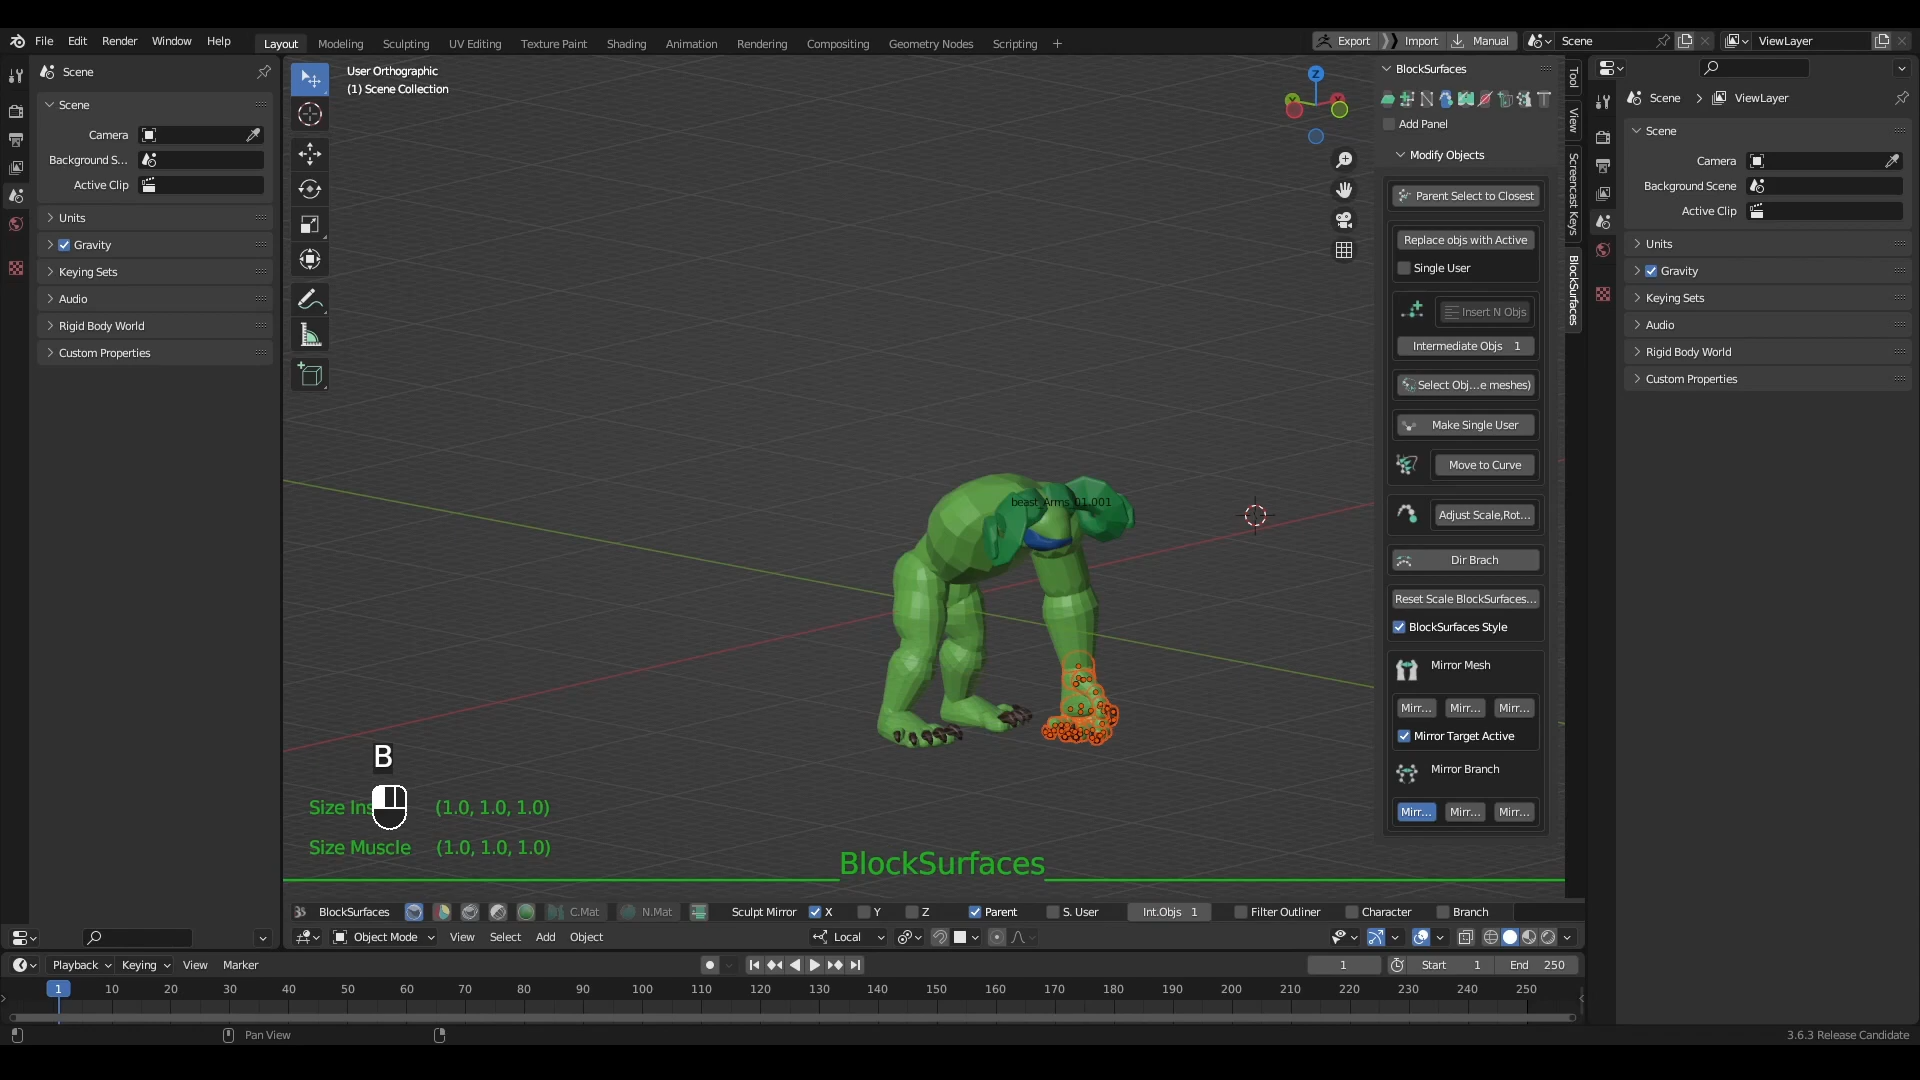 File Edit Render Window Help
Layout Modeling Sculpting UV Editing Texture Paint Shading Animation Rendering Compositing Geometry Nodes Scripting +
Export Import Manual Scene ViewLayer
Scene
Scene
Camera
Background S...
Active Clip
Units
Gravity
Keying Sets
Audio
Rigid Body World
Custom Properties
User Orthographic
(1) Scene Collection
Z
beast_Arms_01.001
B
Size Ins (1.0, 1.0, 1.0)
Size Muscle (1.0, 1.0, 1.0)
BlockSurfaces
BlockSurfaces
Add Panel
Modify Objects
Parent Select to Closest
Replace objs with Active
Single User
Insert N Objs
Intermediate Objs 1
Select Obj...e meshes)
Make Single User
Move to Curve
Adjust Scale,Rot...
Dir Brach
Reset Scale BlockSurfaces...
BlockSurfaces Style
Mirror Mesh
Mirr... Mirr... Mirr...
Mirror Target Active
Mirror Branch
Mirr... Mirr... Mirr...
Tool
View
Screencast Keys
BlockSurfaces
Scene > ViewLayer
Scene
Camera
Background Scene
Active Clip
Units
Gravity
Keying Sets
Audio
Rigid Body World
Custom Properties
BlockSurfaces C.Mat N.Mat Sculpt Mirror X Y Z Parent S. User Int.Objs 1 Filter Outliner Character Branch
Object Mode View Select Add Object Local
Playback Keying View Marker 1 Start 1 End 250
1 10 20 30 40 50 60 70 80 90 100 110 120 130 140 150 160 170 180 190 200 210 220 230 240 250
Pan View
3.6.3 Release Candidate